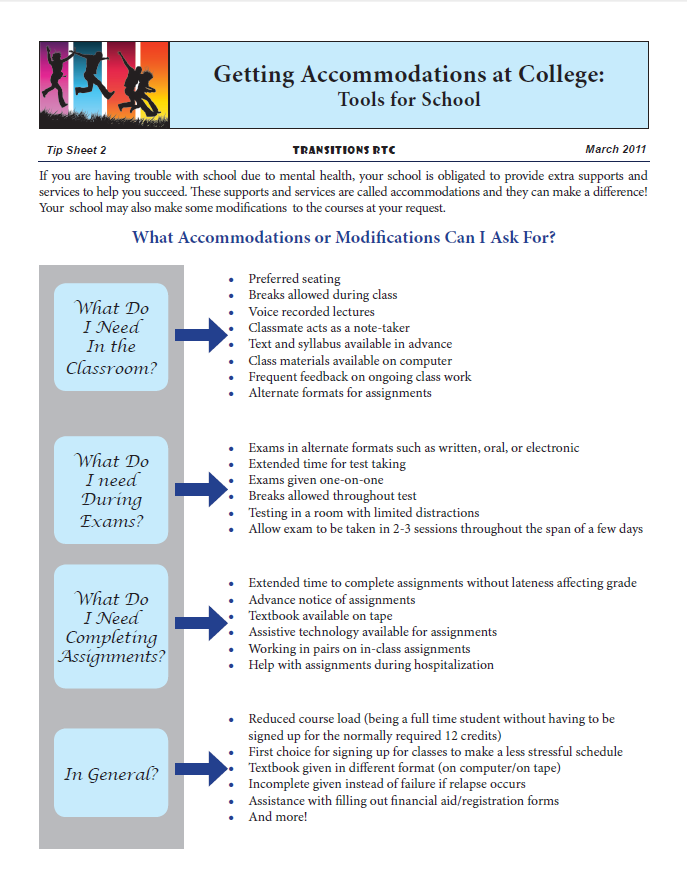 Getting Accommodations at College:
Tools for School
Tip Sheet 2
TRANSITIONS RTC
March 2011
If you are having trouble with school due to mental health, your school is obligated to provide extra supports and
services to help you succeed. These supports and services are called accommodations and they can make a difference!
Your school may also make some modifications to the courses at your request.
What Accommodations or Modifications Can I Ask For?
What Do
I Need
In the
Classroom?
• Preferred seating
• Breaks allowed during class
• Voice recorded lectures
• Classmate acts as a note-taker
• Text and syllabus available in advance
• Class materials available on computer
• Frequent feedback on ongoing class work
• Alternate formats for assignments
What Do
I need
During
Exams?
• Exams in alternate formats such as written, oral, or electronic
• Extended time for test taking
• Exams given one-on-one
• Breaks allowed throughout test
• Testing in a room with limited distractions
• Allow exam to be taken in 2-3 sessions throughout the span of a few days
What Do
I Need
Completing
Assignments?
• Extended time to complete assignments without lateness affecting grade
• Advance notice of assignments
• Textbook available on tape
• Assistive technology available for assignments
• Working in pairs on in-class assignments
• Help with assignments during hospitalization
In General?
• Reduced course load (being a full time student without having to be
signed up for the normally required 12 credits)
• First choice for signing up for classes to make a less stressful schedule
• Textbook given in different format (on computer/on tape)
• Incomplete given instead of failure if relapse occurs
• Assistance with filling out financial aid/registration forms
• And more!